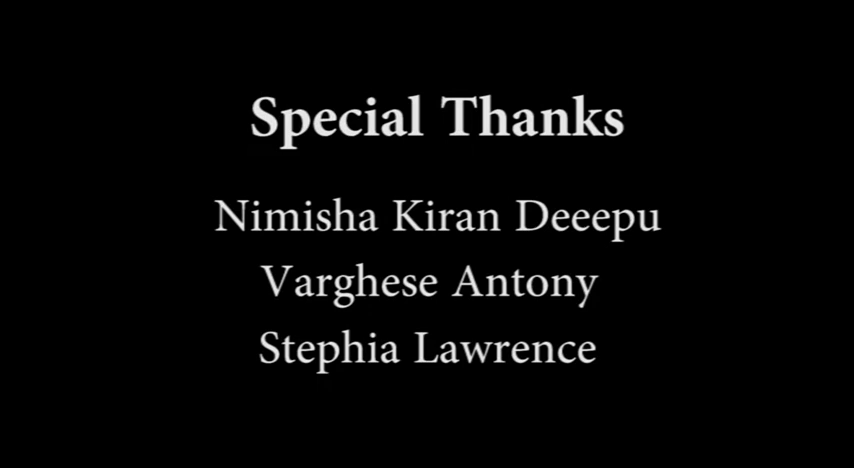 Special Thanks
Nimisha Kiran Deeepu
Varghese Antony
Stephia Lawrence